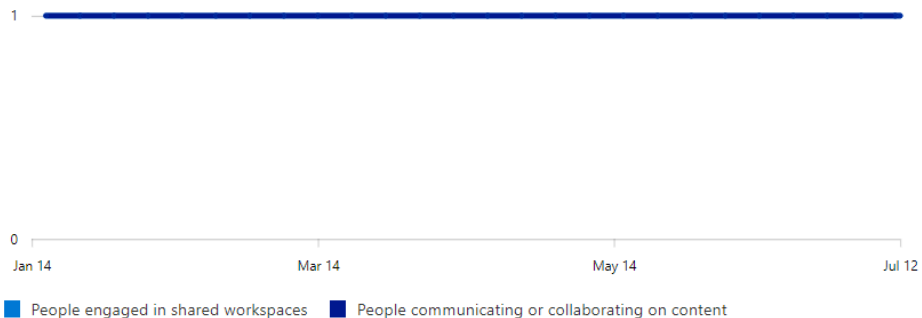 1
0
Jan 14 Mar 14 May 14 Jul 12
People engaged in shared workspaces People communicating or collaborating on content